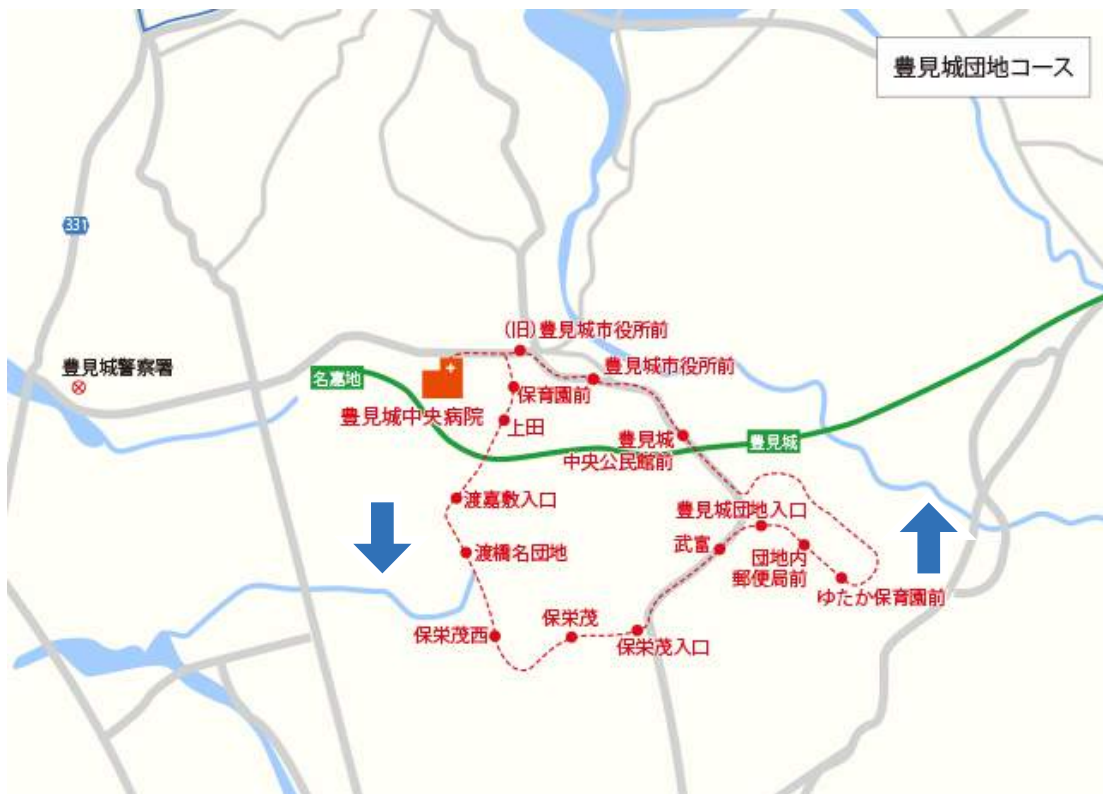 豊見城団地コース
331
(旧)豊見城市役所前
豊見城警察署
名嘉地
豊見城市役所前
保育園前
豊見城中央病院
上田
豊見城
中央公民館前
豊見城
渡嘉敷入口
豊見城団地入口
武富
渡橋名団地
団地内
郵便局前
ゆたか保育園前
保栄茂西
保栄茂
保栄茂入口